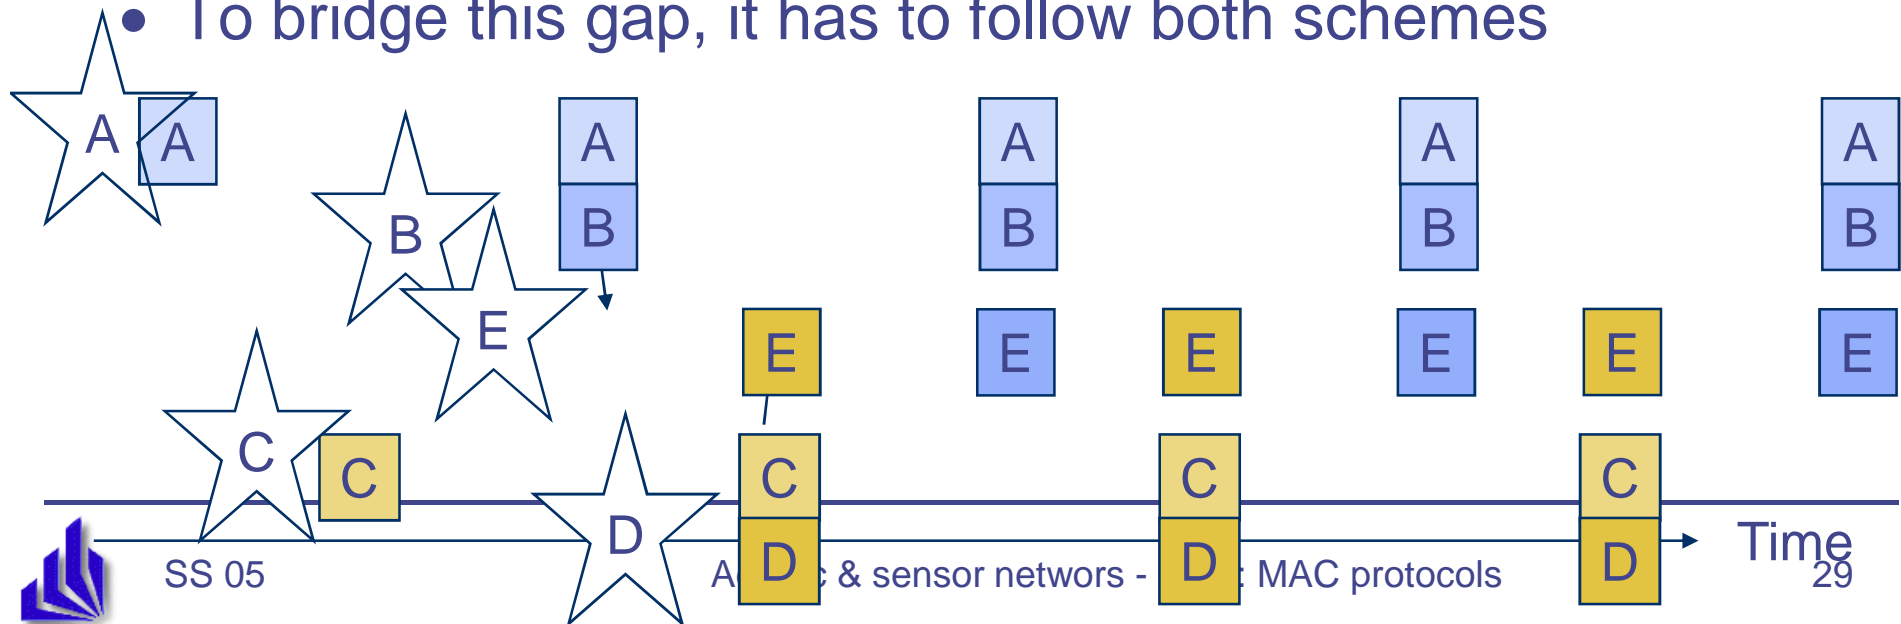 • To bridge this gap, it has to follow both schemes
A A A A A A
B B B B B
E E E E E E
C C C C C
D D D D
Time
SS 05 & sensor networs - : MAC protocols 29